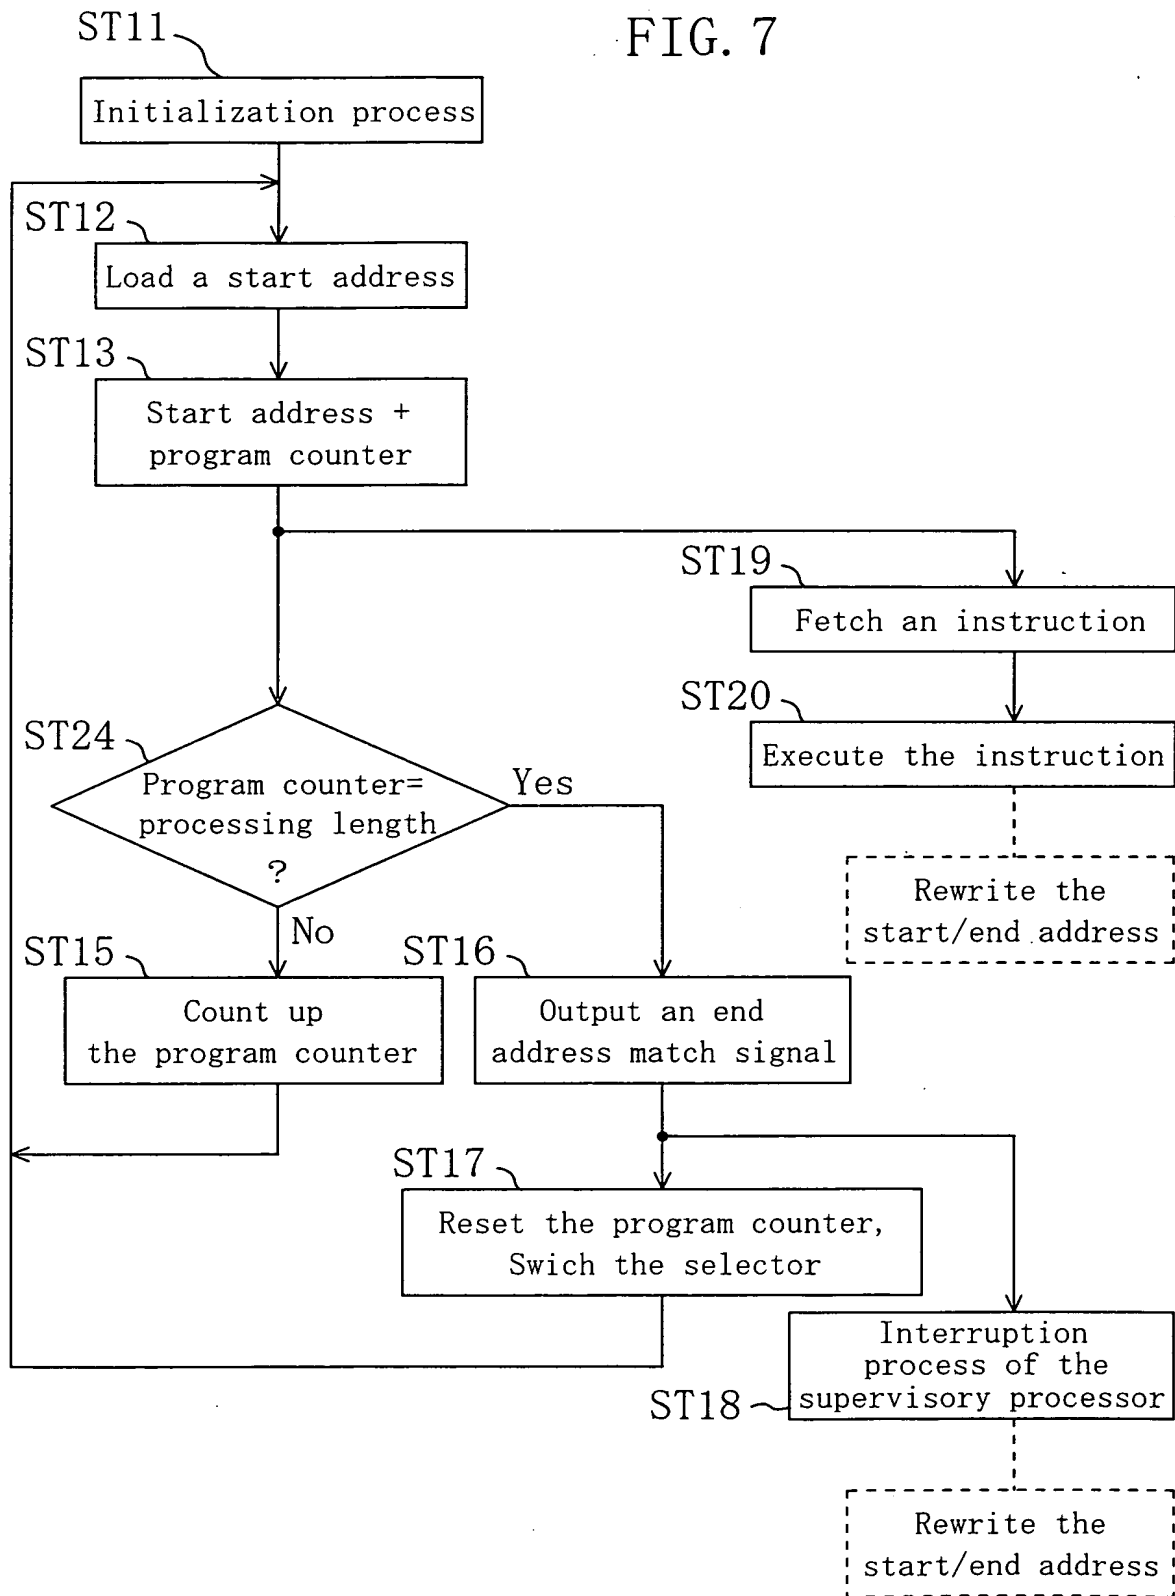 FIG. 7
ST11
Initialization process
ST12
Load a start address
ST13
Start address +
program counter
ST19
Fetch an instruction
ST20
Execute the instruction
Rewrite the
start/end address
ST24
Program counter=
processing length
?
Yes
No
ST15
Count up
the program counter
ST16
Output an end
address match signal
ST17
Reset the program counter,
Swich the selector
ST18
Interruption
process of the
supervisory processor
Rewrite the
start/end address